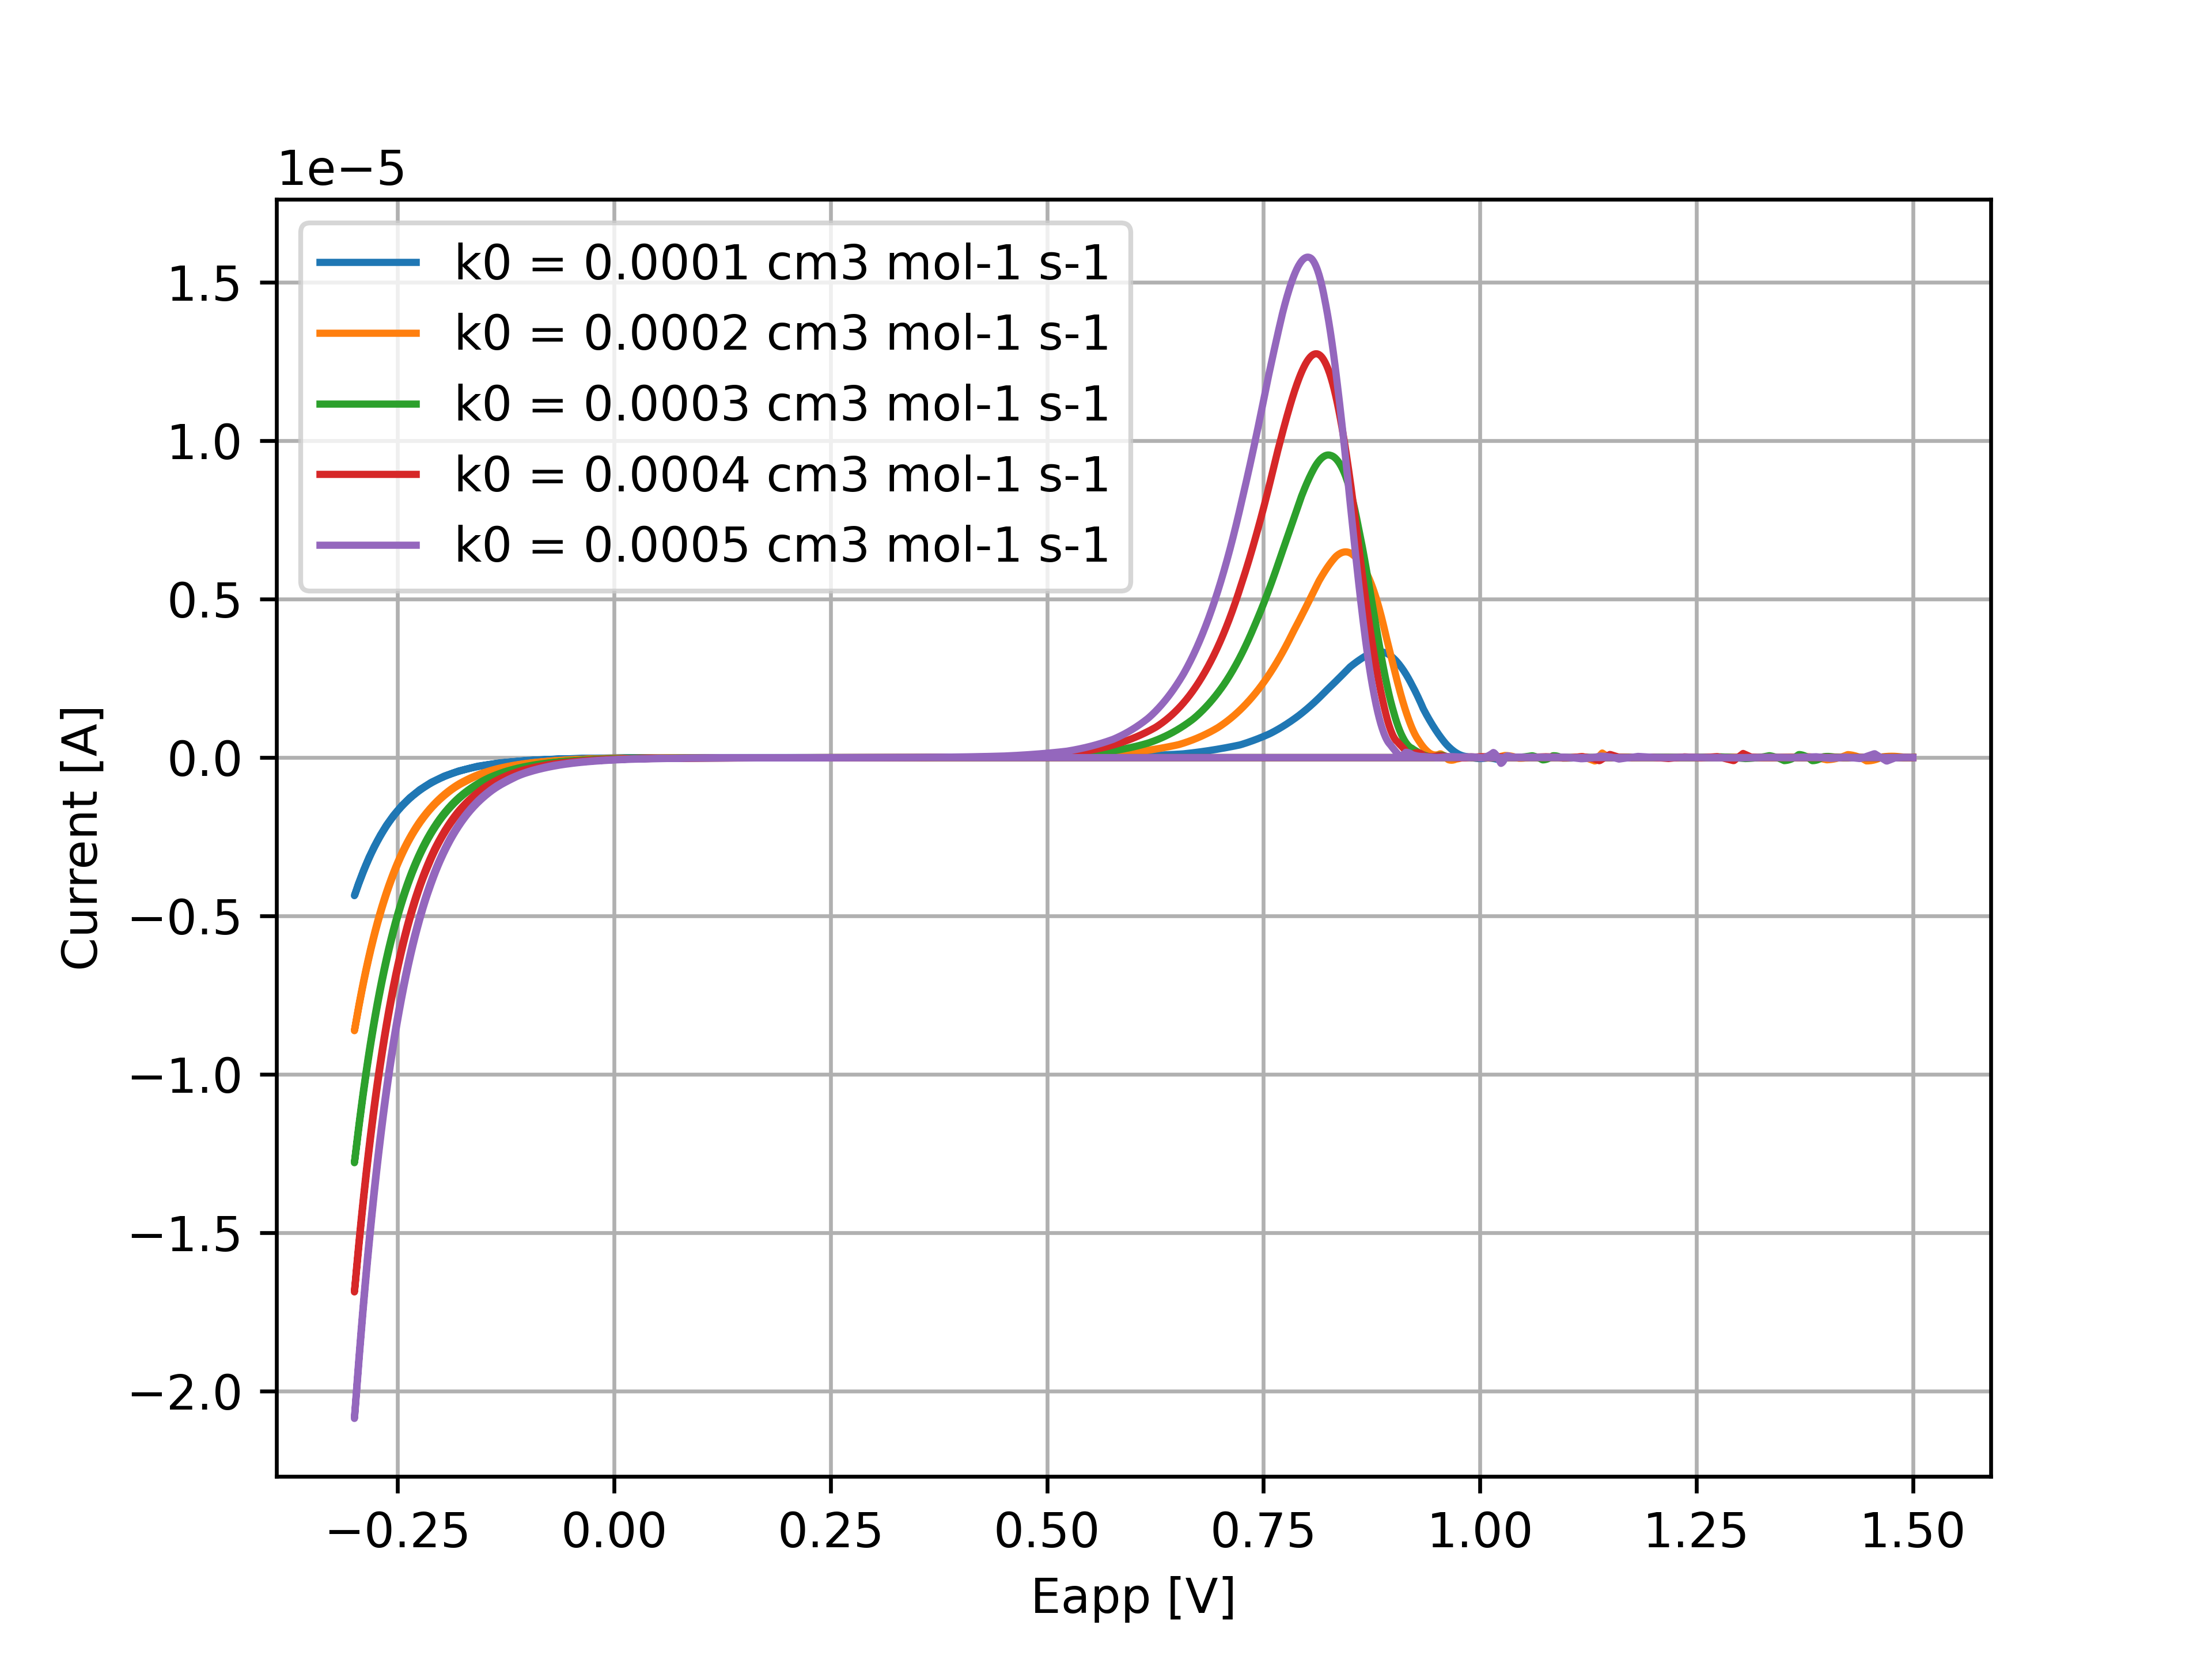 1e−5
k0 = 0.0001 cm3 mol-1 s-1
k0 = 0.0002 cm3 mol-1 s-1
k0 = 0.0003 cm3 mol-1 s-1
k0 = 0.0004 cm3 mol-1 s-1
k0 = 0.0005 cm3 mol-1 s-1
1.5
1.0
0.5
0.0
−0.5
−1.0
−1.5
−2.0
Current [A]
−0.25 0.00 0.25 0.50 0.75 1.00 1.25 1.50
Eapp [V]